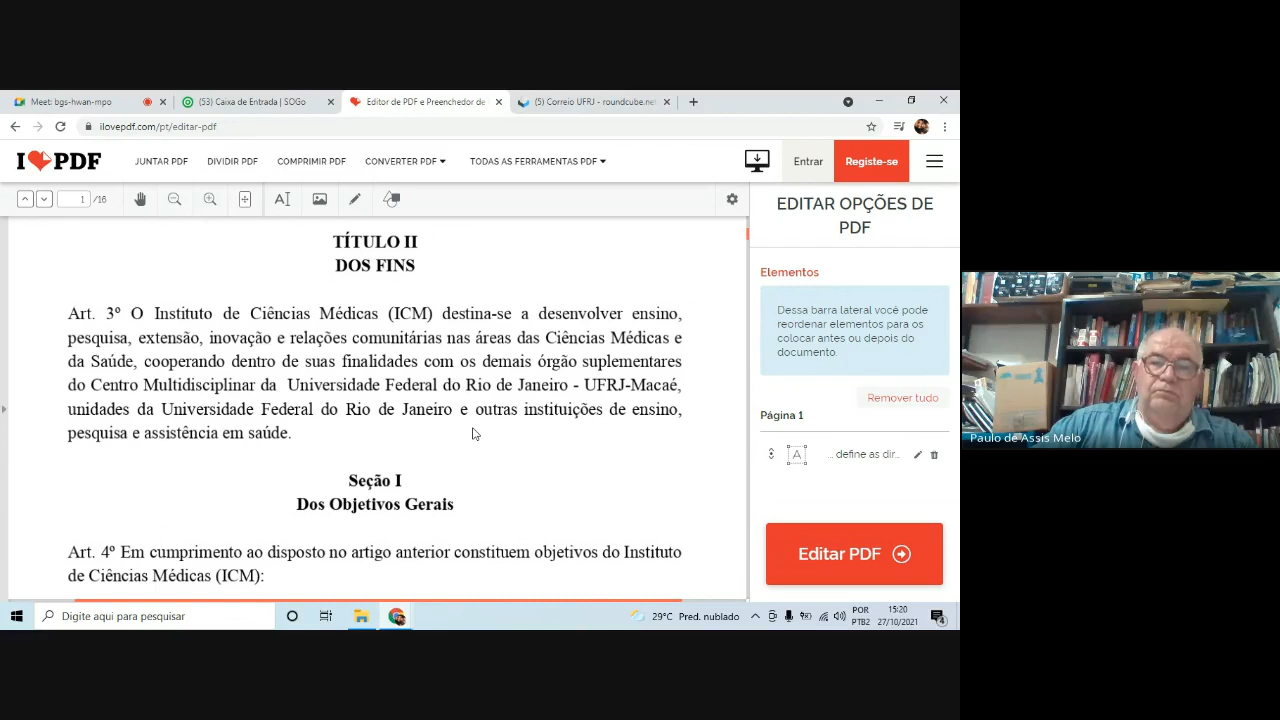 Meet: bgs-hwan-mpo
(53) Caixa de Entrada | SOGo
Editor de PDF e Preenchedor de
(5) Correio UFRJ - roundcube.net
ilovepdf.com/pt/editar-pdf
I PDF
JUNTAR PDF
DIVIDIR PDF
COMPRIMIR PDF
CONVERTER PDF
TODAS AS FERRAMENTAS PDF
Entrar
Registe-se
1 /16
EDITAR OPÇÕES DE
PDF
TÍTULO II
DOS FINS
Art. 3º O Instituto de Ciências Médicas (ICM) destina-se a desenvolver ensino,
pesquisa, extensão, inovação e relações comunitárias nas áreas das Ciências Médicas e
da Saúde, cooperando dentro de suas finalidades com os demais órgão suplementares
do Centro Multidisciplinar da Universidade Federal do Rio de Janeiro - UFRJ-Macaé,
unidades da Universidade Federal do Rio de Janeiro e outras instituições de ensino,
pesquisa e assistência em saúde.
Seção I
Dos Objetivos Gerais
Art. 4º Em cumprimento ao disposto no artigo anterior constituem objetivos do Instituto
de Ciências Médicas (ICM):
Elementos
Dessa barra lateral você pode
reordenar elementos para os
colocar antes ou depois do
documento.
Remover tudo
Página 1
A
... define as dir...
Editar PDF
Paulo de Assis Melo
Digite aqui para pesquisar
29°C Pred. nublado
POR
PTB2
15:20
27/10/2021
4